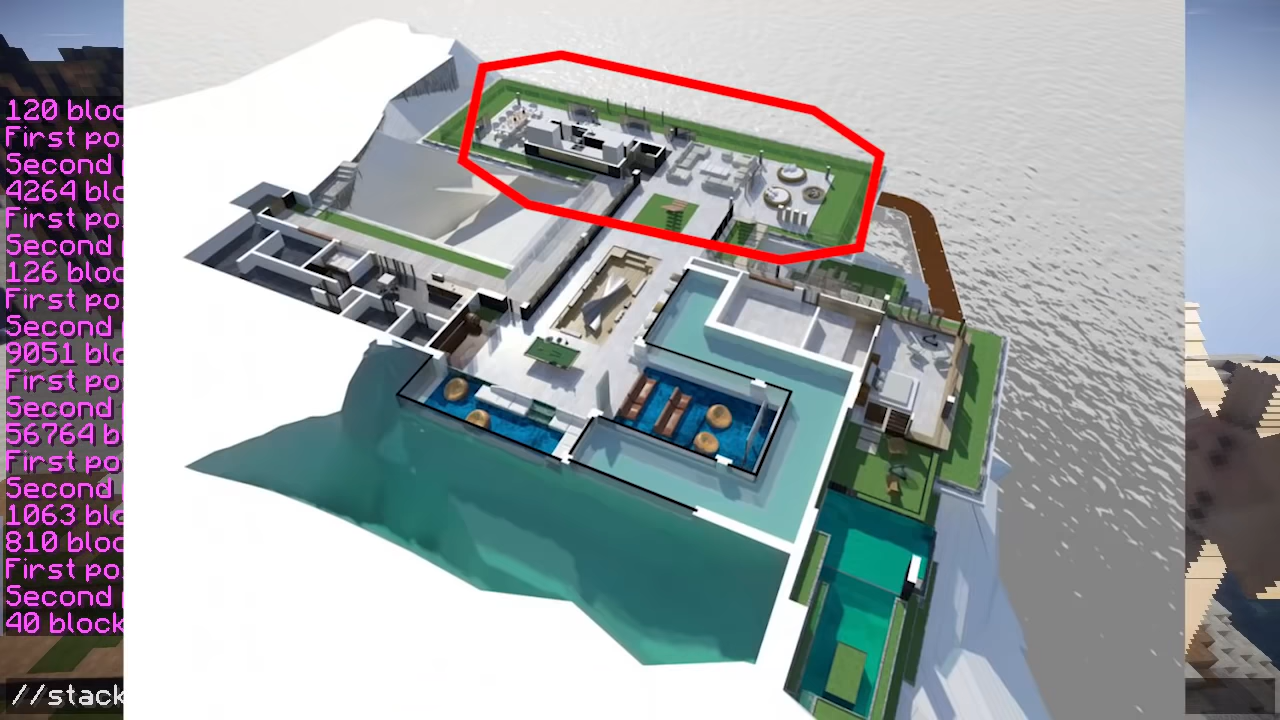 120 bloc
First po
Second
4264 blo
First po
Second
126 bloc
First po
Second
9051 blo
First po
Second
56764 b
First po
Second
1063 blo
810 bloc
First po
Second
40 block
//stack